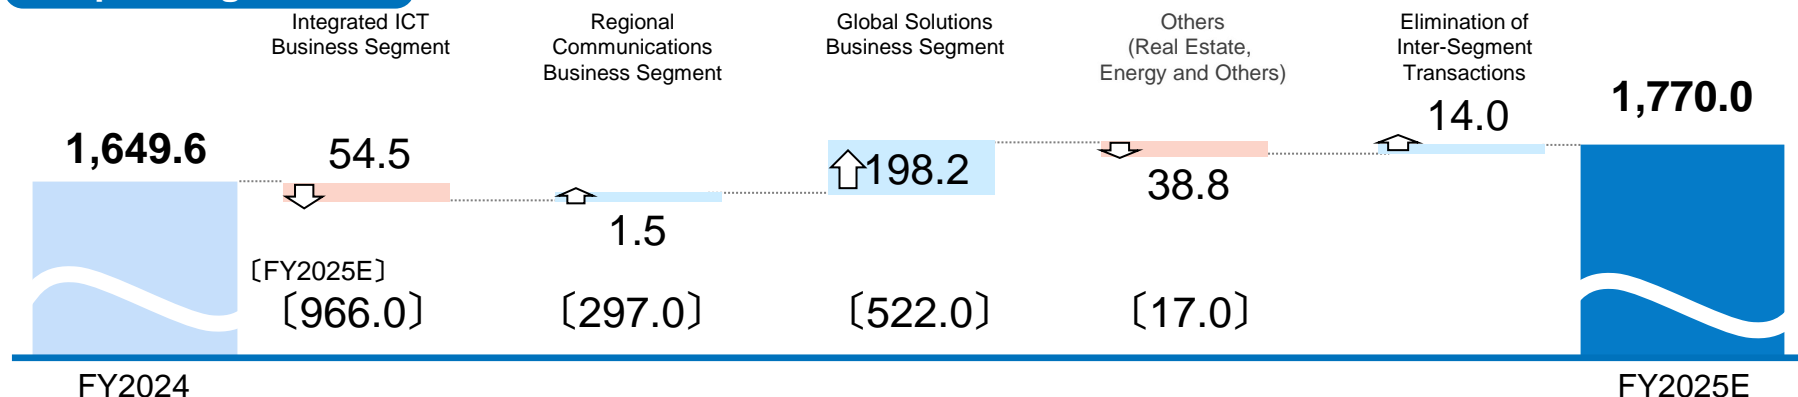 Integrated ICT
Business Segment
Regional
Communications
Business Segment
Global Solutions
Business Segment
Others
(Real Estate,
Energy and Others)
Elimination of
Inter-Segment
Transactions
1,649.6
54.5
1.5
198.2
38.8
14.0
1,770.0
〔FY2025E〕
〔966.0〕
〔297.0〕
〔522.0〕
〔17.0〕
FY2024
FY2025E